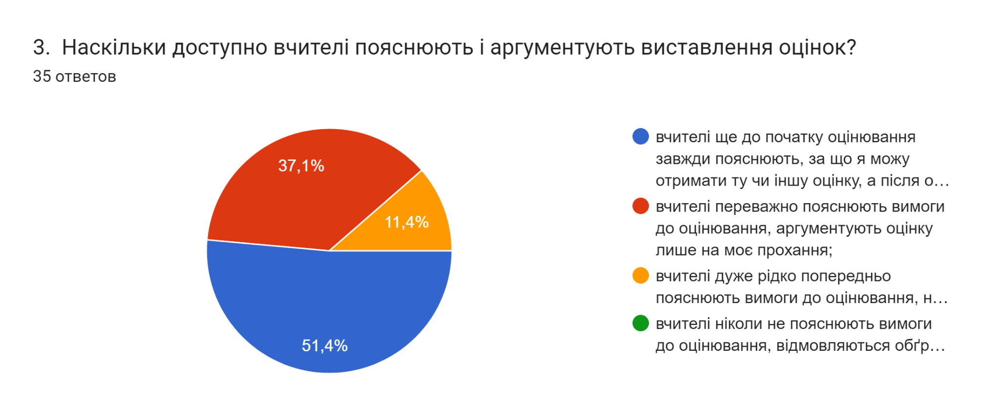 3. Наскільки доступно вчителі пояснюють і аргументують виставлення оцінок?
35 ответов
37,1%
11,4%
51,4%
вчителі ще до початку оцінювання
завжди пояснюють, за що я можу
отримати ту чи іншу оцінку, а після о…
вчителі переважно пояснюють вимоги
до оцінювання, аргументують оцінку
лише на моє прохання;
вчителі дуже рідко попередньо
пояснюють вимоги до оцінювання, н…
вчителі ніколи не пояснюють вимоги
до оцінювання, відмовляються обґр…